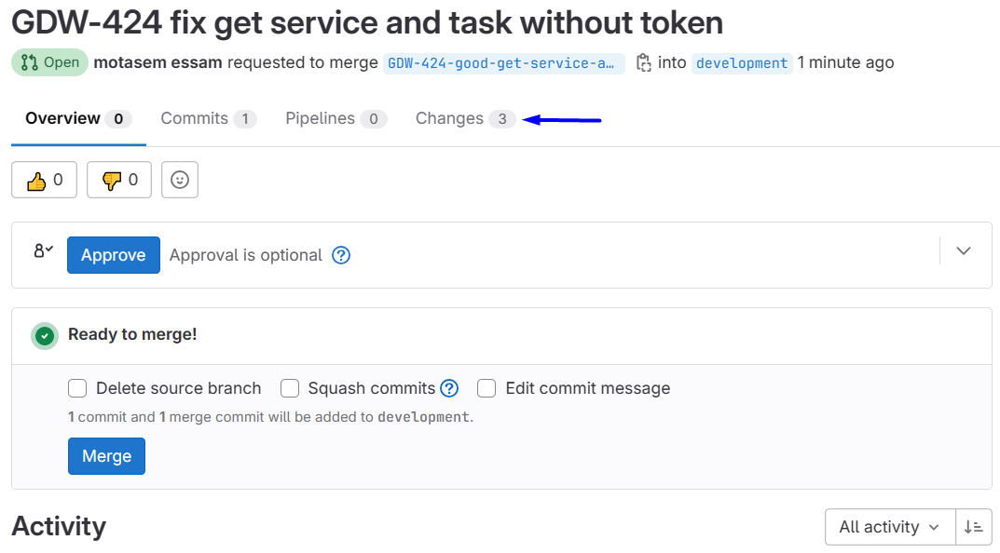 GDW-424 fix get service and task without token
Open motasem essam requested to merge GDW-424-good-get-service-a… into development 1 minute ago
Overview 0 Commits 1 Pipelines 0 Changes 3
0 0
Approve Approval is optional ?
Ready to merge!
Delete source branch Squash commits ? Edit commit message
1 commit and 1 merge commit will be added to development.
Merge
Activity All activity